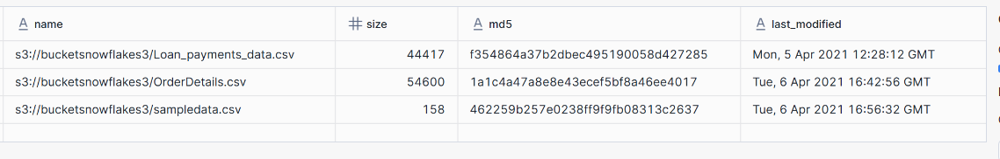 A name # size A md5 A last_modified
s3://bucketsnowflakes3/Loan_payments_data.csv 44417 f354864a37b2dbec495190058d427285 Mon, 5 Apr 2021 12:28:12 GMT
s3://bucketsnowflakes3/OrderDetails.csv 54600 1a1c4a47a8e8e43ecef5bf8a46ee4017 Tue, 6 Apr 2021 16:42:56 GMT
s3://bucketsnowflakes3/sampledata.csv 158 462259b257e0238ff9f9fb08313c2637 Tue, 6 Apr 2021 16:56:32 GMT